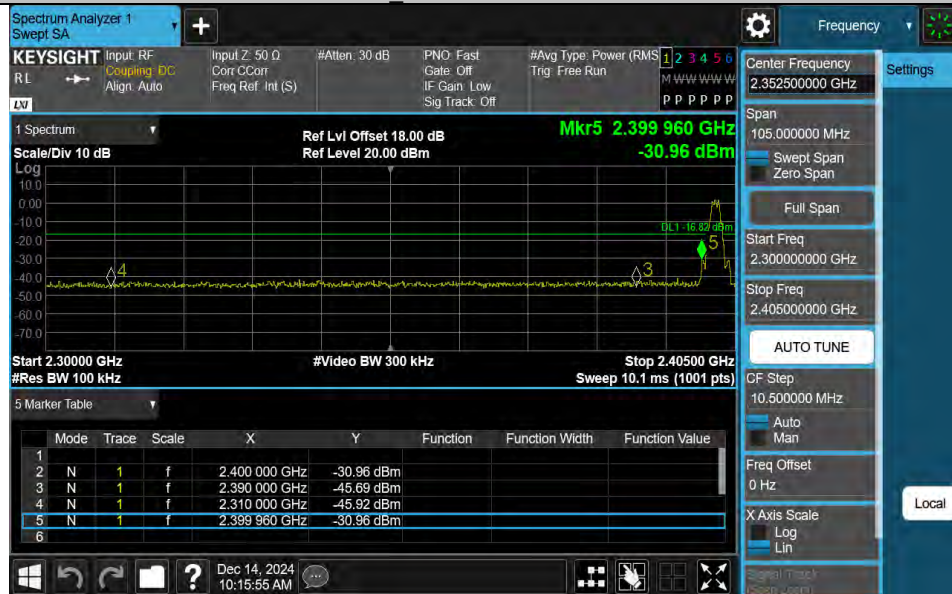 Spectrum Analyzer 1
Swept SA
+
Frequency
KEYSIGHT
RL
LXI
Input: RF
Coupling: DC
Align: Auto
Input Z: 50 Ω
Corr CCorr
Freq Ref: Int (S)
#Atten: 30 dB
PNO: Fast
Gate: Off
IF Gain: Low
Sig Track: Off
#Avg Type: Power (RMS
Trig: Free Run
1 2 3 4 5 6
M W W W W W
P P P P P P
1 Spectrum
Scale/Div 10 dB
Ref Lvl Offset 18.00 dB
Ref Level 20.00 dBm
Mkr5 2.399 960 GHz
-30.96 dBm
Log
10.0
0.00
-10.0
-20.0
-30.0
-40.0
-50.0
-60.0
-70.0
DL1 -16.82 dBm
4
3
5
Start 2.30000 GHz
#Res BW 100 kHz
#Video BW 300 kHz
Stop 2.40500 GHz
Sweep 10.1 ms (1001 pts)
5 Marker Table
Mode Trace Scale X Y Function Function Width Function Value
1
2 N 1 f 2.400 000 GHz -30.96 dBm
3 N 1 f 2.390 000 GHz -45.69 dBm
4 N 1 f 2.310 000 GHz -45.92 dBm
5 N 1 f 2.399 960 GHz -30.96 dBm
6
?
Dec 14, 2024
10:15:55 AM
Center Frequency
2.352500000 GHz
Settings
Span
105.000000 MHz
Swept Span
Zero Span
Full Span
Start Freq
2.300000000 GHz
Stop Freq
2.405000000 GHz
AUTO TUNE
CF Step
10.500000 MHz
Auto
Man
Freq Offset
0 Hz
Local
X Axis Scale
Log
Lin
Signal Track
(Span Zoom)